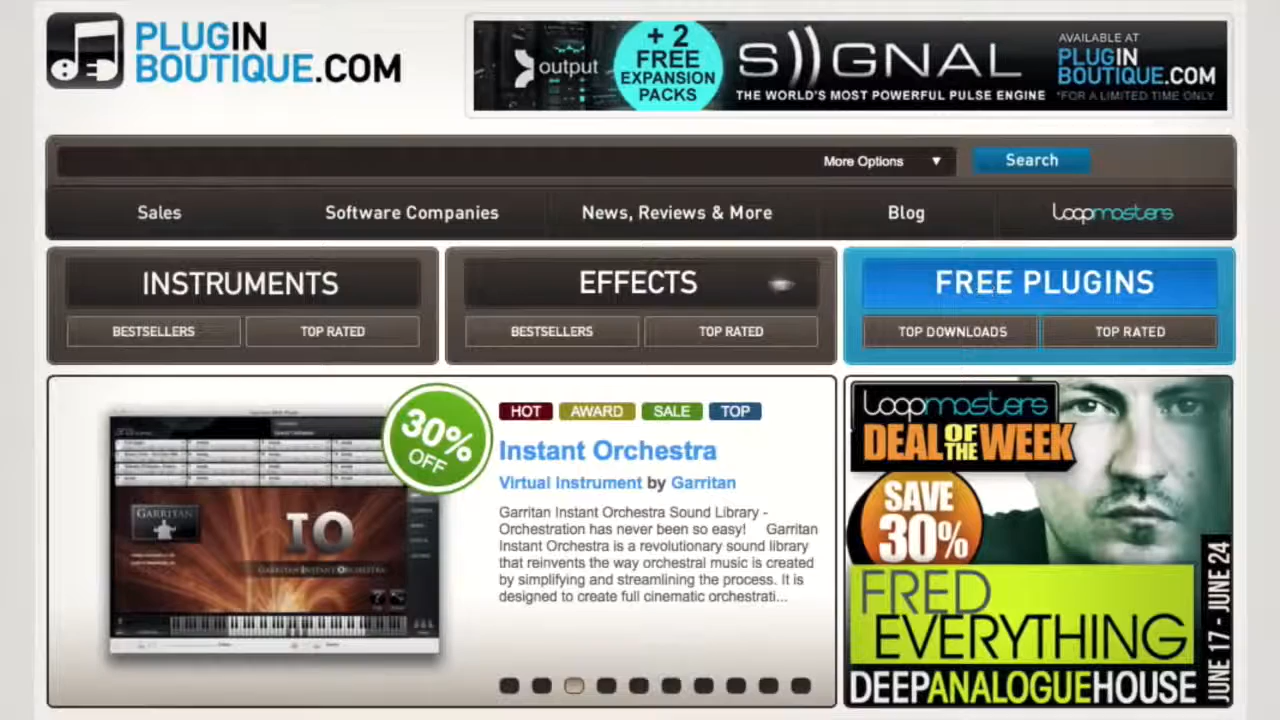 PLUGIN
BOUTIQUE.COM
output
+ 2
FREE
EXPANSION
PACKS
S))GNAL
THE WORLD'S MOST POWERFUL PULSE ENGINE
AVAILABLE AT
PLUGIN
BOUTIQUE.COM
*FOR A LIMITED TIME ONLY
More Options
Search
Sales
Software Companies
News, Reviews & More
Blog
Loopmasters
INSTRUMENTS
BESTSELLERS
TOP RATED
EFFECTS
BESTSELLERS
TOP RATED
FREE PLUGINS
TOP DOWNLOADS
TOP RATED
GARRITAN
IO
GARRITAN INSTANT ORCHESTRA
30%
OFF
HOT AWARD SALE TOP
Instant Orchestra
Virtual Instrument by Garritan
Garritan Instant Orchestra Sound Library -
Orchestration has never been so easy! Garritan
Instant Orchestra is a revolutionary sound library
that reinvents the way orchestral music is created
by simplifying and streamlining the process. It is
designed to create full cinematic orchestrati...
Loopmasters
DEAL OF THE WEEK
SAVE
30%
FRED
EVERYTHING
DEEPANALOGUEHOUSE
JUNE 17 - JUNE 24